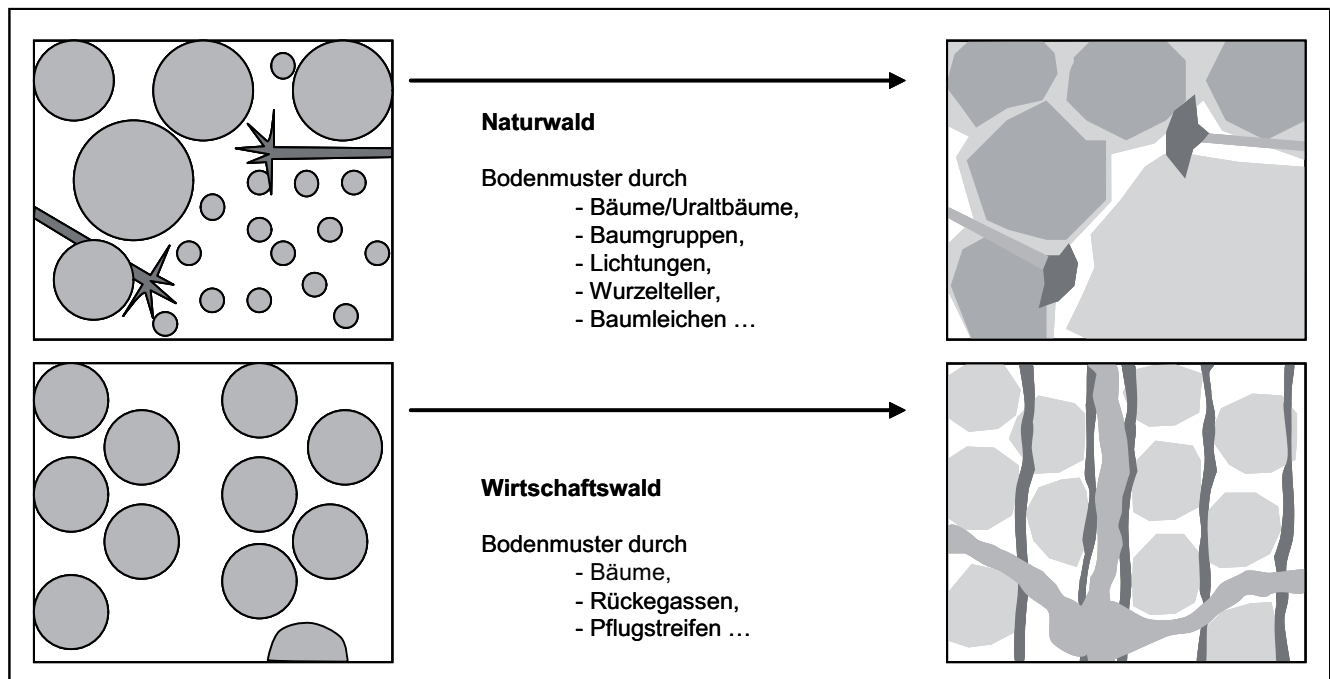 Naturwald
Bodenmuster durch
- Bäume/Uraltbäume,
- Baumgruppen,
- Lichtungen,
- Wurzelteller,
- Baumleichen …
Wirtschaftswald
Bodenmuster durch
- Bäume,
- Rückegassen,
- Pflugstreifen …